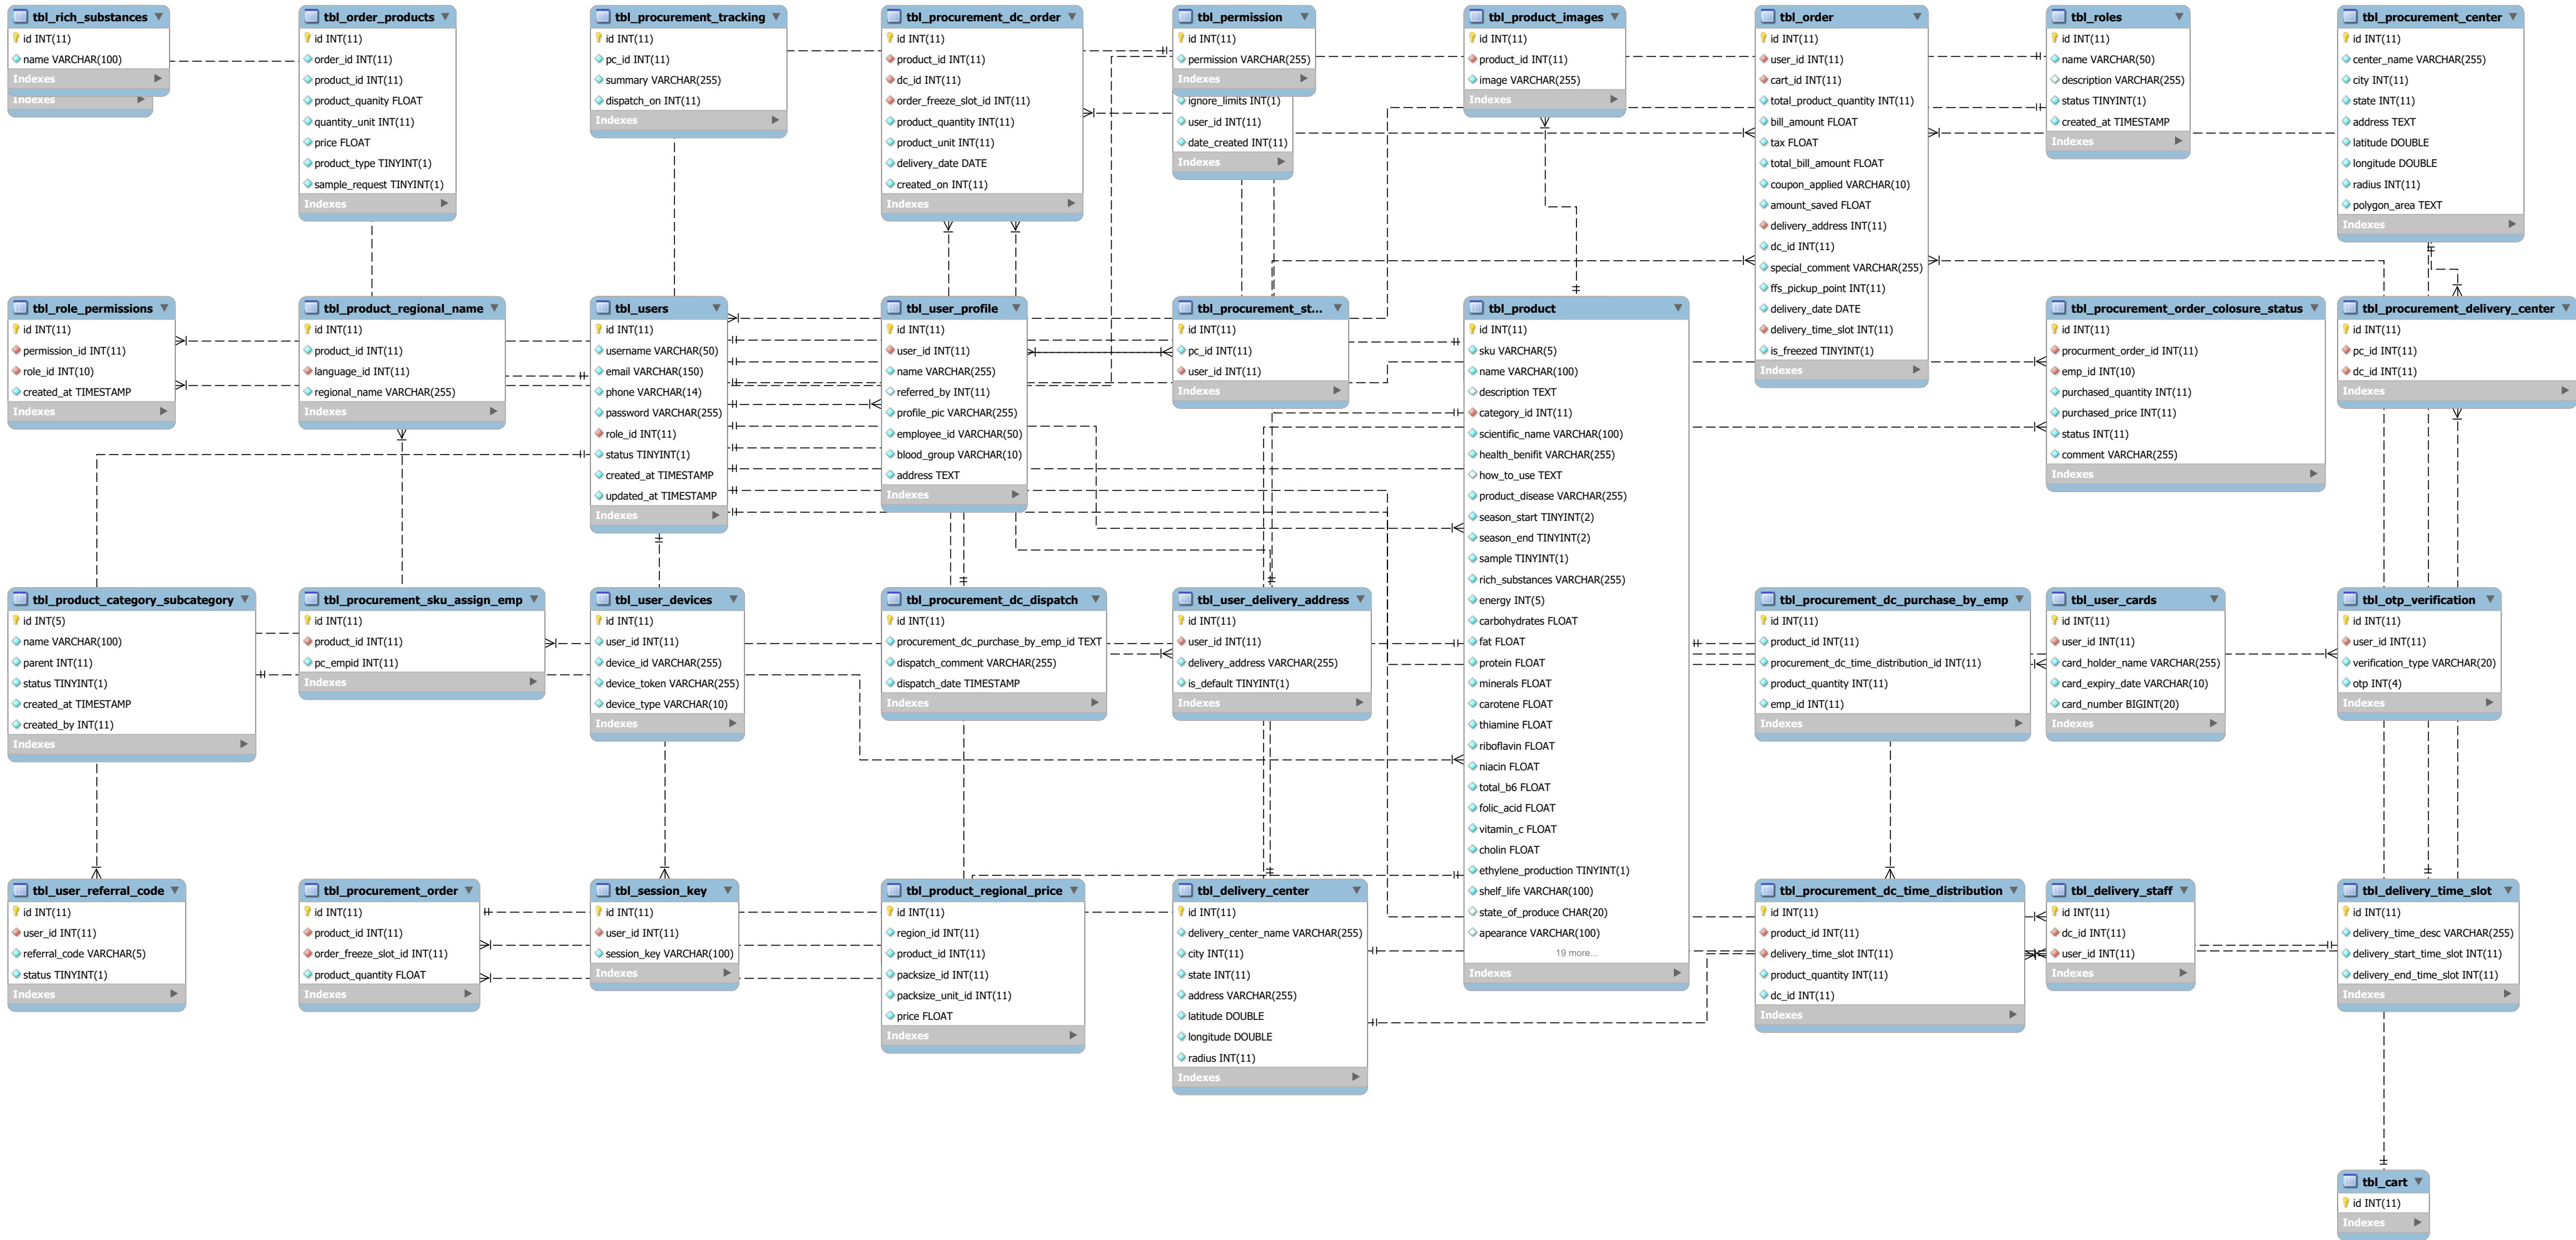 tbl_rich_substances
id INT(11)
name VARCHAR(100)
Indexes
Indexes
tbl_order_products
id INT(11)
order_id INT(11)
product_id INT(11)
product_quanity FLOAT
quantity_unit INT(11)
price FLOAT
product_type TINYINT(1)
sample_request TINYINT(1)
Indexes
tbl_procurement_tracking
id INT(11)
pc_id INT(11)
summary VARCHAR(255)
dispatch_on INT(11)
Indexes
tbl_procurement_dc_order
id INT(11)
product_id INT(11)
dc_id INT(11)
order_freeze_slot_id INT(11)
product_quantity INT(11)
product_unit INT(11)
delivery_date DATE
created_on INT(11)
Indexes
tbl_permission
id INT(11)
permission VARCHAR(255)
Indexes
ignore_limits INT(1)
user_id INT(11)
date_created INT(11)
Indexes
tbl_product_images
id INT(11)
product_id INT(11)
image VARCHAR(255)
Indexes
tbl_order
id INT(11)
user_id INT(11)
cart_id INT(11)
total_product_quantity INT(11)
bill_amount FLOAT
tax FLOAT
total_bill_amount FLOAT
coupon_applied VARCHAR(10)
amount_saved FLOAT
delivery_address INT(11)
dc_id INT(11)
special_comment VARCHAR(255)
ffs_pickup_point INT(11)
delivery_date DATE
delivery_time_slot INT(11)
is_freezed TINYINT(1)
Indexes
tbl_roles
id INT(11)
name VARCHAR(50)
description VARCHAR(255)
status TINYINT(1)
created_at TIMESTAMP
Indexes
tbl_procurement_center
id INT(11)
center_name VARCHAR(255)
city INT(11)
state INT(11)
address TEXT
latitude DOUBLE
longitude DOUBLE
radius INT(11)
polygon_area TEXT
Indexes
tbl_role_permissions
id INT(11)
permission_id INT(11)
role_id INT(10)
created_at TIMESTAMP
Indexes
tbl_product_regional_name
id INT(11)
product_id INT(11)
language_id INT(11)
regional_name VARCHAR(255)
Indexes
tbl_users
id INT(11)
username VARCHAR(50)
email VARCHAR(150)
phone VARCHAR(14)
password VARCHAR(255)
role_id INT(11)
status TINYINT(1)
created_at TIMESTAMP
updated_at TIMESTAMP
Indexes
tbl_user_profile
id INT(11)
user_id INT(11)
name VARCHAR(255)
referred_by INT(11)
profile_pic VARCHAR(255)
employee_id VARCHAR(50)
blood_group VARCHAR(10)
address TEXT
Indexes
tbl_procurement_st...
id INT(11)
pc_id INT(11)
user_id INT(11)
Indexes
tbl_product
id INT(11)
sku VARCHAR(5)
name VARCHAR(100)
description TEXT
category_id INT(11)
scientific_name VARCHAR(100)
health_benifit VARCHAR(255)
how_to_use TEXT
product_disease VARCHAR(255)
season_start TINYINT(2)
season_end TINYINT(2)
sample TINYINT(1)
rich_substances VARCHAR(255)
energy INT(5)
carbohydrates FLOAT
fat FLOAT
protein FLOAT
minerals FLOAT
carotene FLOAT
thiamine FLOAT
riboflavin FLOAT
niacin FLOAT
total_b6 FLOAT
folic_acid FLOAT
vitamin_c FLOAT
cholin FLOAT
ethylene_production TINYINT(1)
shelf_life VARCHAR(100)
state_of_produce CHAR(20)
apearance VARCHAR(100)
19 more...
Indexes
tbl_procurement_order_colosure_status
id INT(11)
procurment_order_id INT(11)
emp_id INT(10)
purchased_quantity INT(11)
purchased_price INT(11)
status INT(11)
comment VARCHAR(255)
Indexes
tbl_procurement_delivery_center
id INT(11)
pc_id INT(11)
dc_id INT(11)
Indexes
tbl_product_category_subcategory
id INT(5)
name VARCHAR(100)
parent INT(11)
status TINYINT(1)
created_at TIMESTAMP
created_by INT(11)
Indexes
tbl_procurement_sku_assign_emp
id INT(11)
product_id INT(11)
pc_empid INT(11)
Indexes
tbl_user_devices
id INT(11)
user_id INT(11)
device_id VARCHAR(255)
device_token VARCHAR(255)
device_type VARCHAR(10)
Indexes
tbl_procurement_dc_dispatch
id INT(11)
procurement_dc_purchase_by_emp_id TEXT
dispatch_comment VARCHAR(255)
dispatch_date TIMESTAMP
Indexes
tbl_user_delivery_address
id INT(11)
user_id INT(11)
delivery_address VARCHAR(255)
is_default TINYINT(1)
Indexes
tbl_procurement_dc_purchase_by_emp
id INT(11)
product_id INT(11)
procurement_dc_time_distribution_id INT(11)
product_quantity INT(11)
emp_id INT(11)
Indexes
tbl_user_cards
id INT(11)
user_id INT(11)
card_holder_name VARCHAR(255)
card_expiry_date VARCHAR(10)
card_number BIGINT(20)
Indexes
tbl_otp_verification
id INT(11)
user_id INT(11)
verification_type VARCHAR(20)
otp INT(4)
Indexes
tbl_user_referral_code
id INT(11)
user_id INT(11)
referral_code VARCHAR(5)
status TINYINT(1)
Indexes
tbl_procurement_order
id INT(11)
product_id INT(11)
order_freeze_slot_id INT(11)
product_quantity FLOAT
Indexes
tbl_session_key
id INT(11)
user_id INT(11)
session_key VARCHAR(100)
Indexes
tbl_product_regional_price
id INT(11)
region_id INT(11)
product_id INT(11)
packsize_id INT(11)
packsize_unit_id INT(11)
price FLOAT
Indexes
tbl_delivery_center
id INT(11)
delivery_center_name VARCHAR(255)
city INT(11)
state INT(11)
address VARCHAR(255)
latitude DOUBLE
longitude DOUBLE
radius INT(11)
Indexes
tbl_procurement_dc_time_distribution
id INT(11)
product_id INT(11)
delivery_time_slot INT(11)
product_quantity INT(11)
dc_id INT(11)
Indexes
tbl_delivery_staff
id INT(11)
dc_id INT(11)
user_id INT(11)
Indexes
tbl_delivery_time_slot
id INT(11)
delivery_time_desc VARCHAR(255)
delivery_start_time_slot INT(11)
delivery_end_time_slot INT(11)
Indexes
tbl_cart
id INT(11)
Indexes